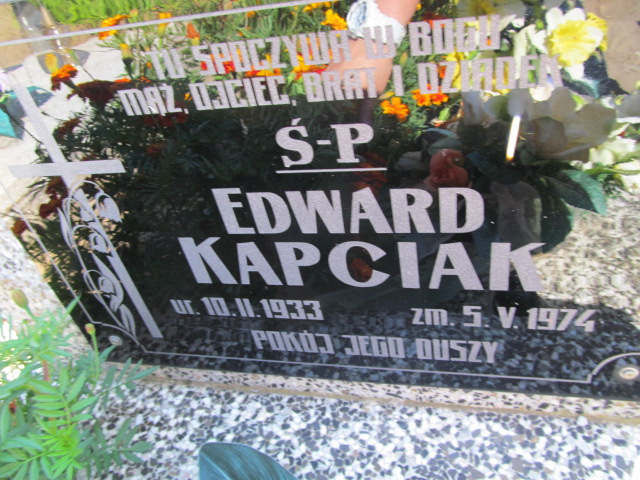 TU SPOCZYWA W BOGU
MĄŻ, OJCIEC, BRAT I DZIADEK
Ś-P
EDWARD
KAPCIAK
ur. 10.II.1933 zm. 5.V.1974
POKÓJ JEGO DUSZY